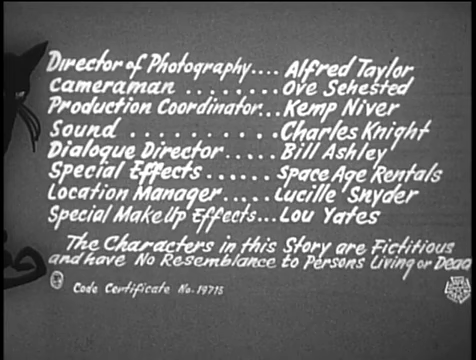 Director of Photography.... Alfred Taylor
Cameraman ........ Ove Sehested
Production Coordinator... Kemp Niver
Sound .......... Charles Knight
Dialogue Director ..... Bill Ashley
Special Effects ...... Space Age Rentals
Location Manager ..... Lucille Snyder
Special MakeUp Effects... Lou Yates
The Characters in this Story are Fictitious
and have No Resemblance to Persons Living or Dead
Code Certificate No. 19715